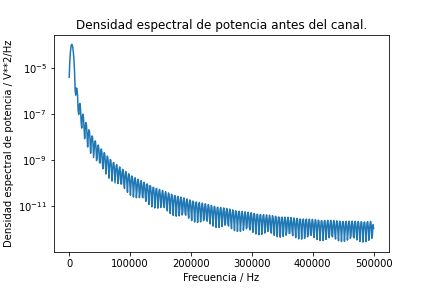 Densidad espectral de potencia antes del canal.
Densidad espectral de potencia / V**2/Hz
10⁻⁵
10⁻⁷
10⁻⁹
10⁻¹¹
0 100000 200000 300000 400000 500000
Frecuencia / Hz